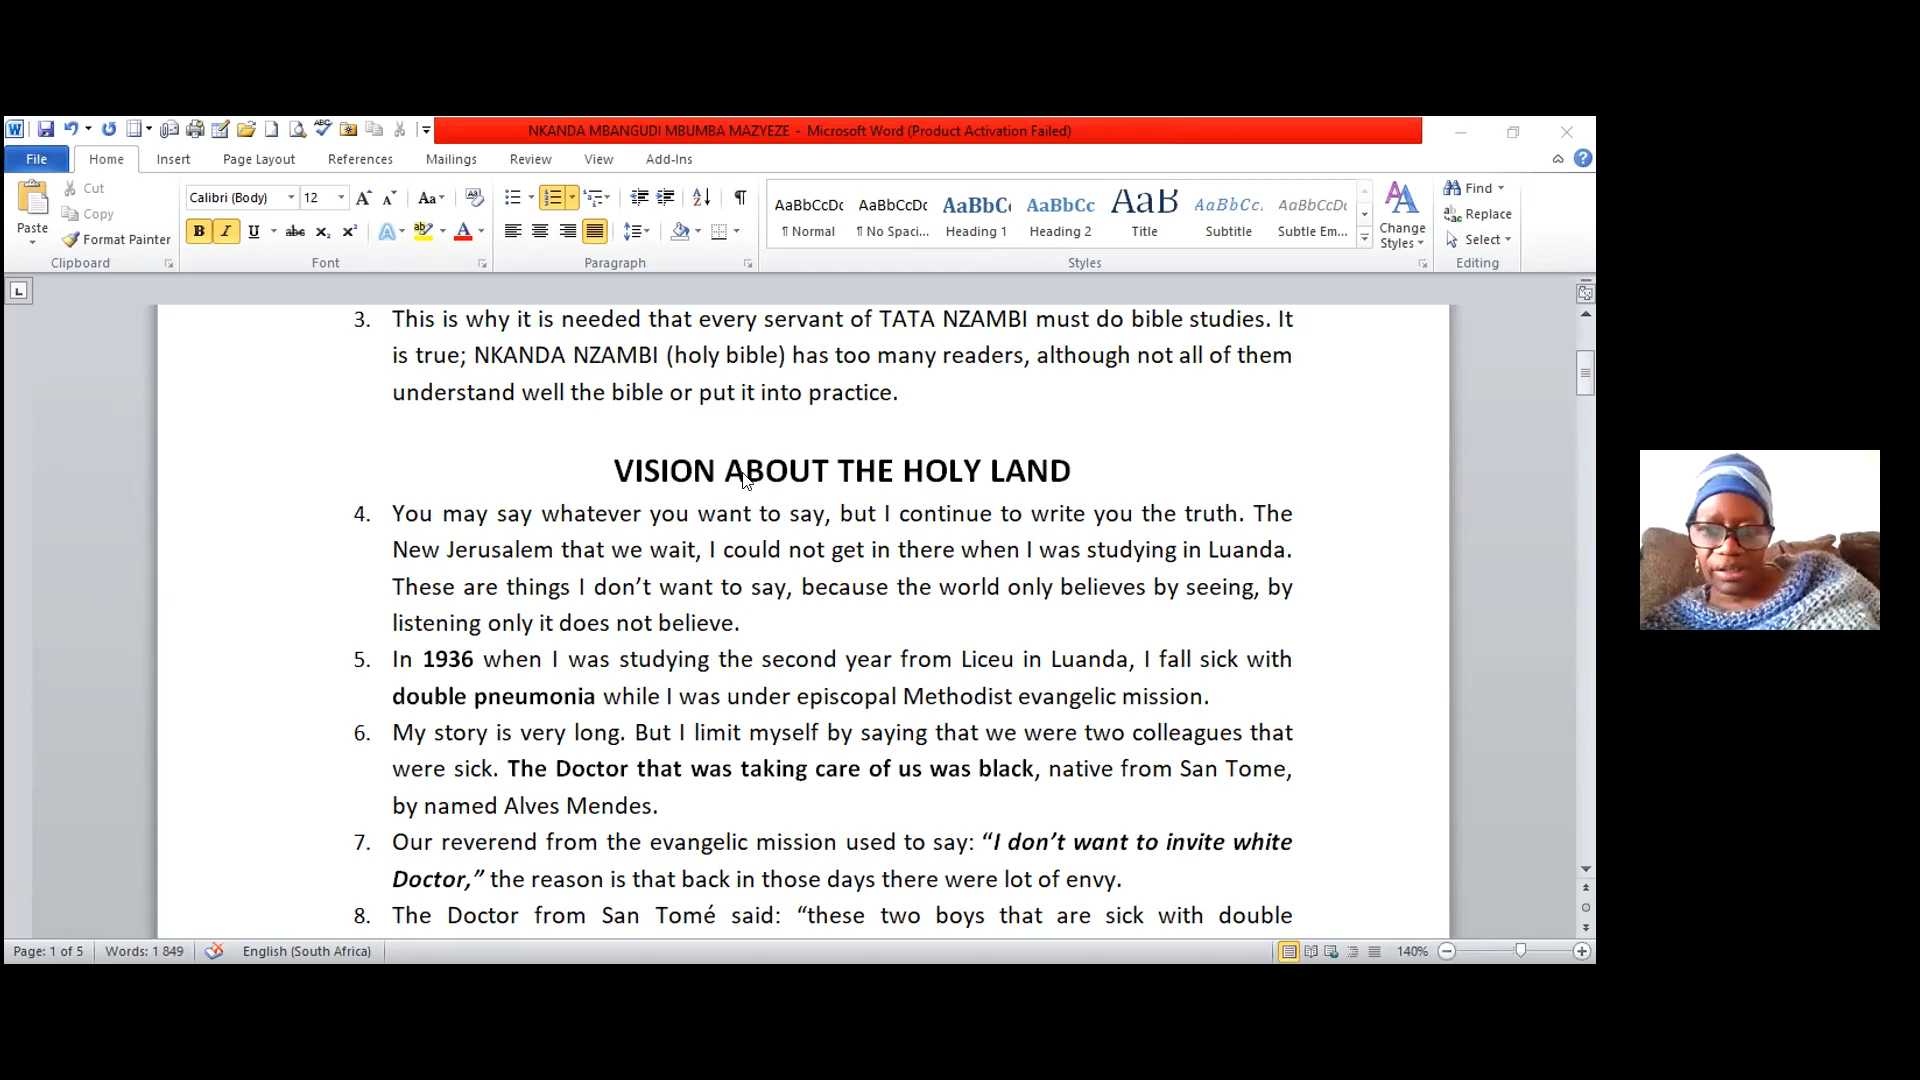 NKANDA MBANGUDI MBUMBA MAZYEZE - Microsoft Word (Product Activation Failed)
File Home Insert Page Layout References Mailings Review View Add-Ins
Paste
Cut
Copy
Format Painter
Clipboard
Calibri (Body) 12
Font
Paragraph
AaBbCcDc AaBbCcDc AaBbC AaBbCc AaB AaBbCc. AaBbCcDc
¶ Normal ¶ No Spaci... Heading 1 Heading 2 Title Subtitle Subtle Em...
Styles
Change Styles
Find
Replace
Select
Editing
3. This is why it is needed that every servant of TATA NZAMBI must do bible studies. It
is true; NKANDA NZAMBI (holy bible) has too many readers, although not all of them
understand well the bible or put it into practice.
VISION ABOUT THE HOLY LAND
4. You may say whatever you want to say, but I continue to write you the truth. The
New Jerusalem that we wait, I could not get in there when I was studying in Luanda.
These are things I don’t want to say, because the world only believes by seeing, by
listening only it does not believe.
5. In 1936 when I was studying the second year from Liceu in Luanda, I fall sick with
double pneumonia while I was under episcopal Methodist evangelic mission.
6. My story is very long. But I limit myself by saying that we were two colleagues that
were sick. The Doctor that was taking care of us was black, native from San Tome,
by named Alves Mendes.
7. Our reverend from the evangelic mission used to say: “I don’t want to invite white
Doctor,” the reason is that back in those days there were lot of envy.
8. The Doctor from San Tomé said: “these two boys that are sick with double
Page: 1 of 5 Words: 1 849 English (South Africa) 140%